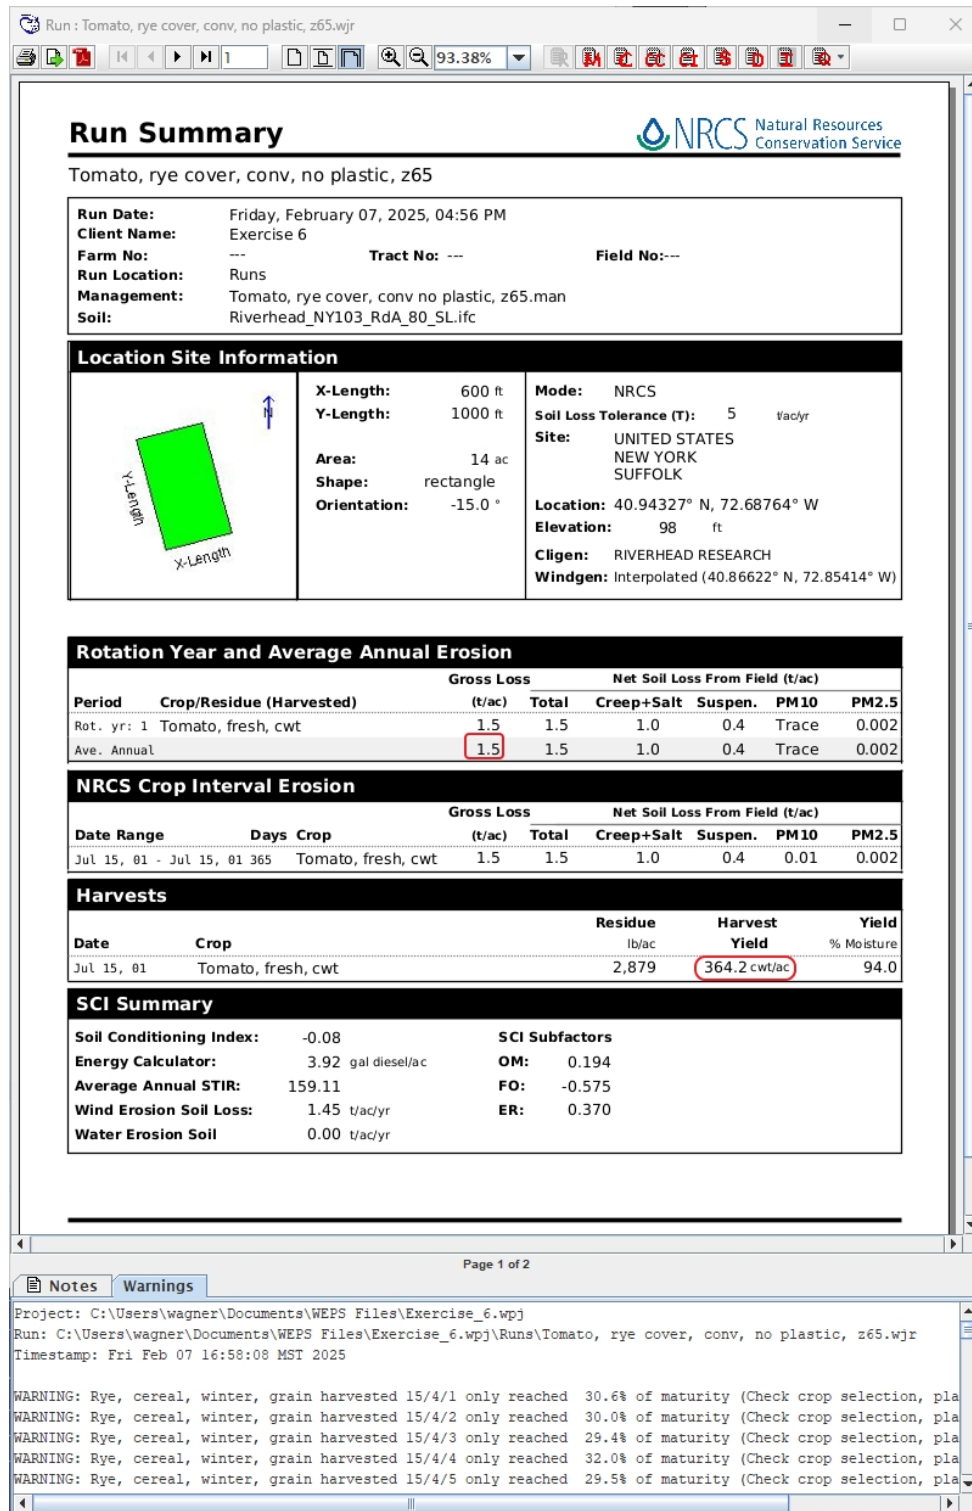 Run : Tomato, rye cover, conv, no plastic, z65.wjr
1
93.38%
Run Summary
NRCS Natural Resources Conservation Service
Tomato, rye cover, conv, no plastic, z65
Run Date: Friday, February 07, 2025, 04:56 PM
Client Name: Exercise 6
Farm No: --- Tract No: --- Field No:---
Run Location: Runs
Management: Tomato, rye cover, conv no plastic, z65.man
Soil: Riverhead_NY103_RdA_80_SL.ifc
Location Site Information
N
Y-Length
X-Length
X-Length: 600 ft
Y-Length: 1000 ft
Area: 14 ac
Shape: rectangle
Orientation: -15.0 °
Mode: NRCS
Soil Loss Tolerance (T): 5 t/ac/yr
Site: UNITED STATES
NEW YORK
SUFFOLK
Location: 40.94327° N, 72.68764° W
Elevation: 98 ft
Cligen: RIVERHEAD RESEARCH
Windgen: Interpolated (40.86622° N, 72.85414° W)
Rotation Year and Average Annual Erosion
Gross Loss Net Soil Loss From Field (t/ac)
Period Crop/Residue (Harvested) (t/ac) Total Creep+Salt Suspen. PM10 PM2.5
Rot. yr: 1 Tomato, fresh, cwt 1.5 1.5 1.0 0.4 Trace 0.002
Ave. Annual 1.5 1.5 1.0 0.4 Trace 0.002
NRCS Crop Interval Erosion
Gross Loss Net Soil Loss From Field (t/ac)
Date Range Days Crop (t/ac) Total Creep+Salt Suspen. PM10 PM2.5
Jul 15, 01 - Jul 15, 01 365 Tomato, fresh, cwt 1.5 1.5 1.0 0.4 0.01 0.002
Harvests
Residue Harvest Yield
Date Crop lb/ac Yield % Moisture
Jul 15, 01 Tomato, fresh, cwt 2,879 364.2 cwt/ac 94.0
SCI Summary
Soil Conditioning Index: -0.08 SCI Subfactors
Energy Calculator: 3.92 gal diesel/ac OM: 0.194
Average Annual STIR: 159.11 FO: -0.575
Wind Erosion Soil Loss: 1.45 t/ac/yr ER: 0.370
Water Erosion Soil 0.00 t/ac/yr
Page 1 of 2
Notes Warnings
Project: C:\Users\wagner\Documents\WEPS Files\Exercise_6.wpj
Run: C:\Users\wagner\Documents\WEPS Files\Exercise_6.wpj\Runs\Tomato, rye cover, conv, no plastic, z65.wjr
Timestamp: Fri Feb 07 16:58:08 MST 2025
WARNING: Rye, cereal, winter, grain harvested 15/4/1 only reached 30.6% of maturity (Check crop selection, pla
WARNING: Rye, cereal, winter, grain harvested 15/4/2 only reached 30.0% of maturity (Check crop selection, pla
WARNING: Rye, cereal, winter, grain harvested 15/4/3 only reached 29.4% of maturity (Check crop selection, pla
WARNING: Rye, cereal, winter, grain harvested 15/4/4 only reached 32.0% of maturity (Check crop selection, pla
WARNING: Rye, cereal, winter, grain harvested 15/4/5 only reached 29.5% of maturity (Check crop selection, pla